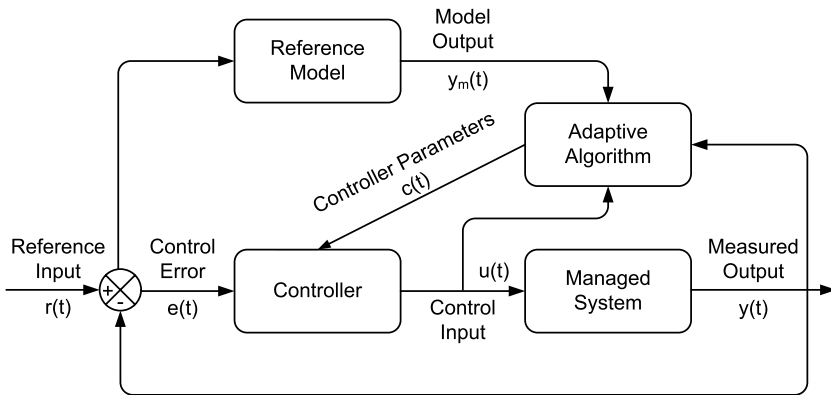 Model
Output
Reference
Model
yₘ(t)
Adaptive
Algorithm
Controller Parameters
c(t)
Reference
Input
r(t)
+
-
Control
Error
e(t)
Controller
u(t)
Control
Input
Managed
System
Measured
Output
y(t)